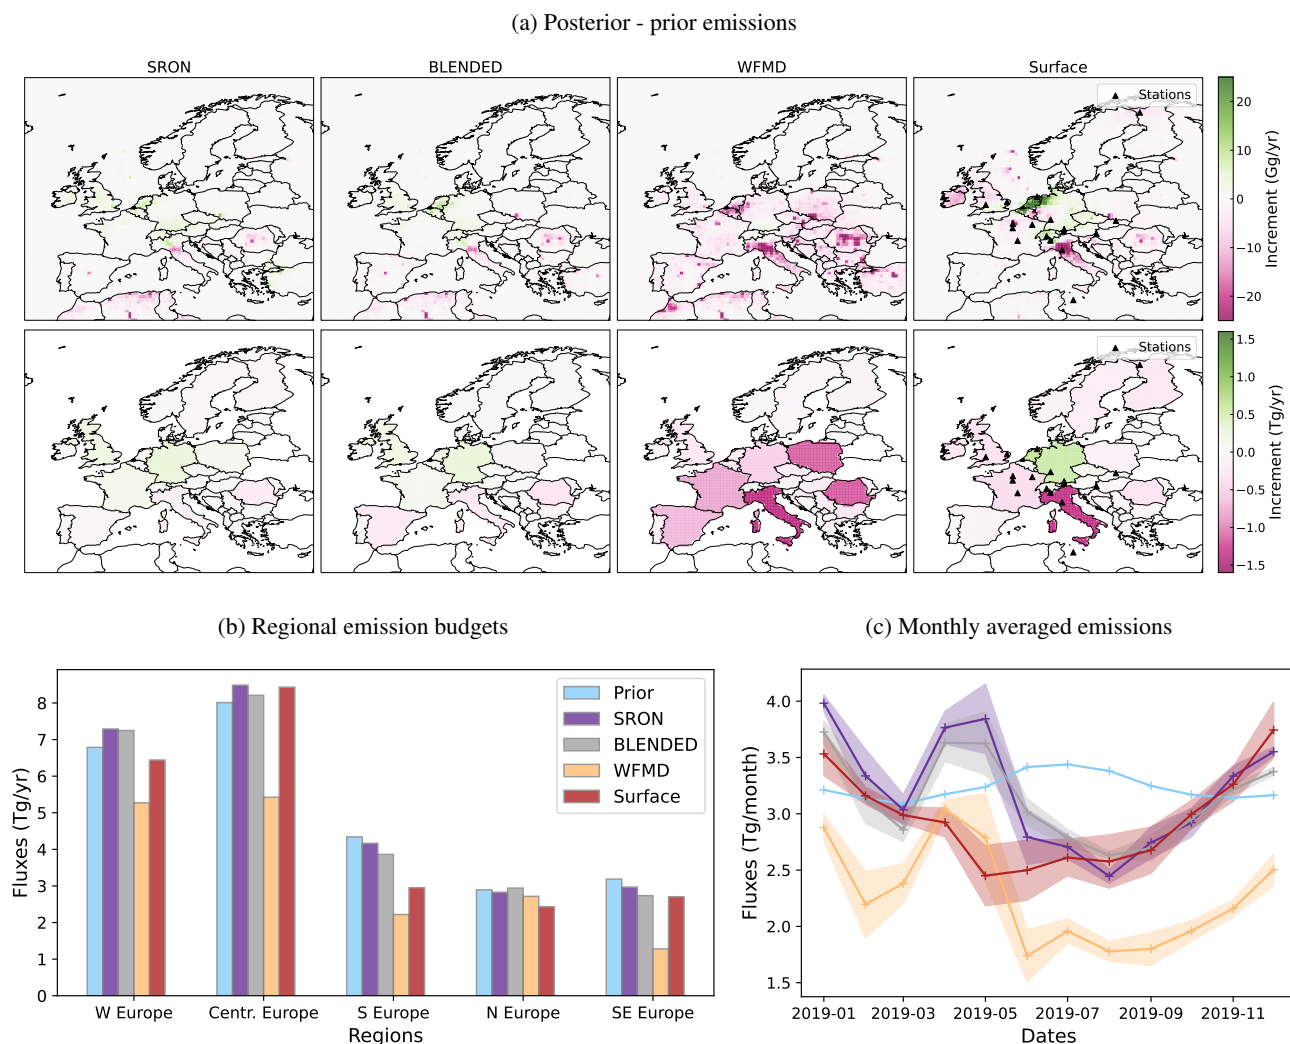 (a) Posterior - prior emissions
SRON
BLENDED
WFMD
Surface
Stations
20
10
0
−10
−20
Increment (Gg/yr)
Stations
1.5
1.0
0.5
0.0
−0.5
−1.0
−1.5
Increment (Tg/yr)
(b) Regional emission budgets
8
7
6
5
4
3
2
1
0
Fluxes (Tg/yr)
Prior
SRON
BLENDED
WFMD
Surface
W Europe
Centr. Europe
S Europe
N Europe
SE Europe
Regions
(c) Monthly averaged emissions
4.0
3.5
3.0
2.5
2.0
1.5
Fluxes (Tg/month)
2019-01
2019-03
2019-05
2019-07
2019-09
2019-11
Dates